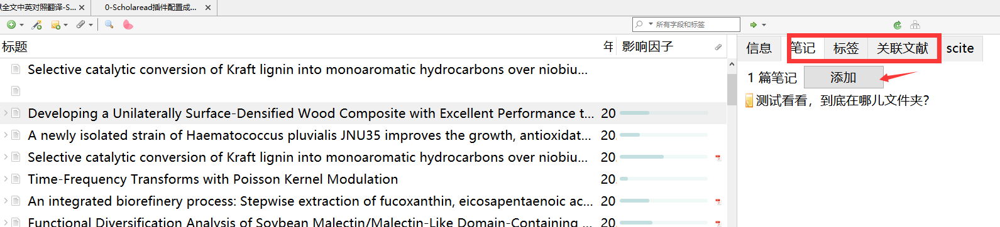 献全文中英对照翻译-S... ×
0-Scholaread插件配置成... ×
所有字段和标签
标题 年 影响因子
信息 笔记 标签 关联文献 scite
Selective catalytic conversion of Kraft lignin into monoaromatic hydrocarbons over niobiu...
1 篇笔记 添加
测试看看，到底在哪儿文件夹？
Developing a Unilaterally Surface-Densified Wood Composite with Excellent Performance t... 20
A newly isolated strain of Haematococcus pluvialis JNU35 improves the growth, antioxidat... 20
Selective catalytic conversion of Kraft lignin into monoaromatic hydrocarbons over niobiu... 20
Time-Frequency Transforms with Poisson Kernel Modulation 20
An integrated biorefinery process: Stepwise extraction of fucoxanthin, eicosapentaenoic ac... 20
Functional Diversification Analysis of Soybean Malectin/Malectin-Like Domain-Containing ... 20